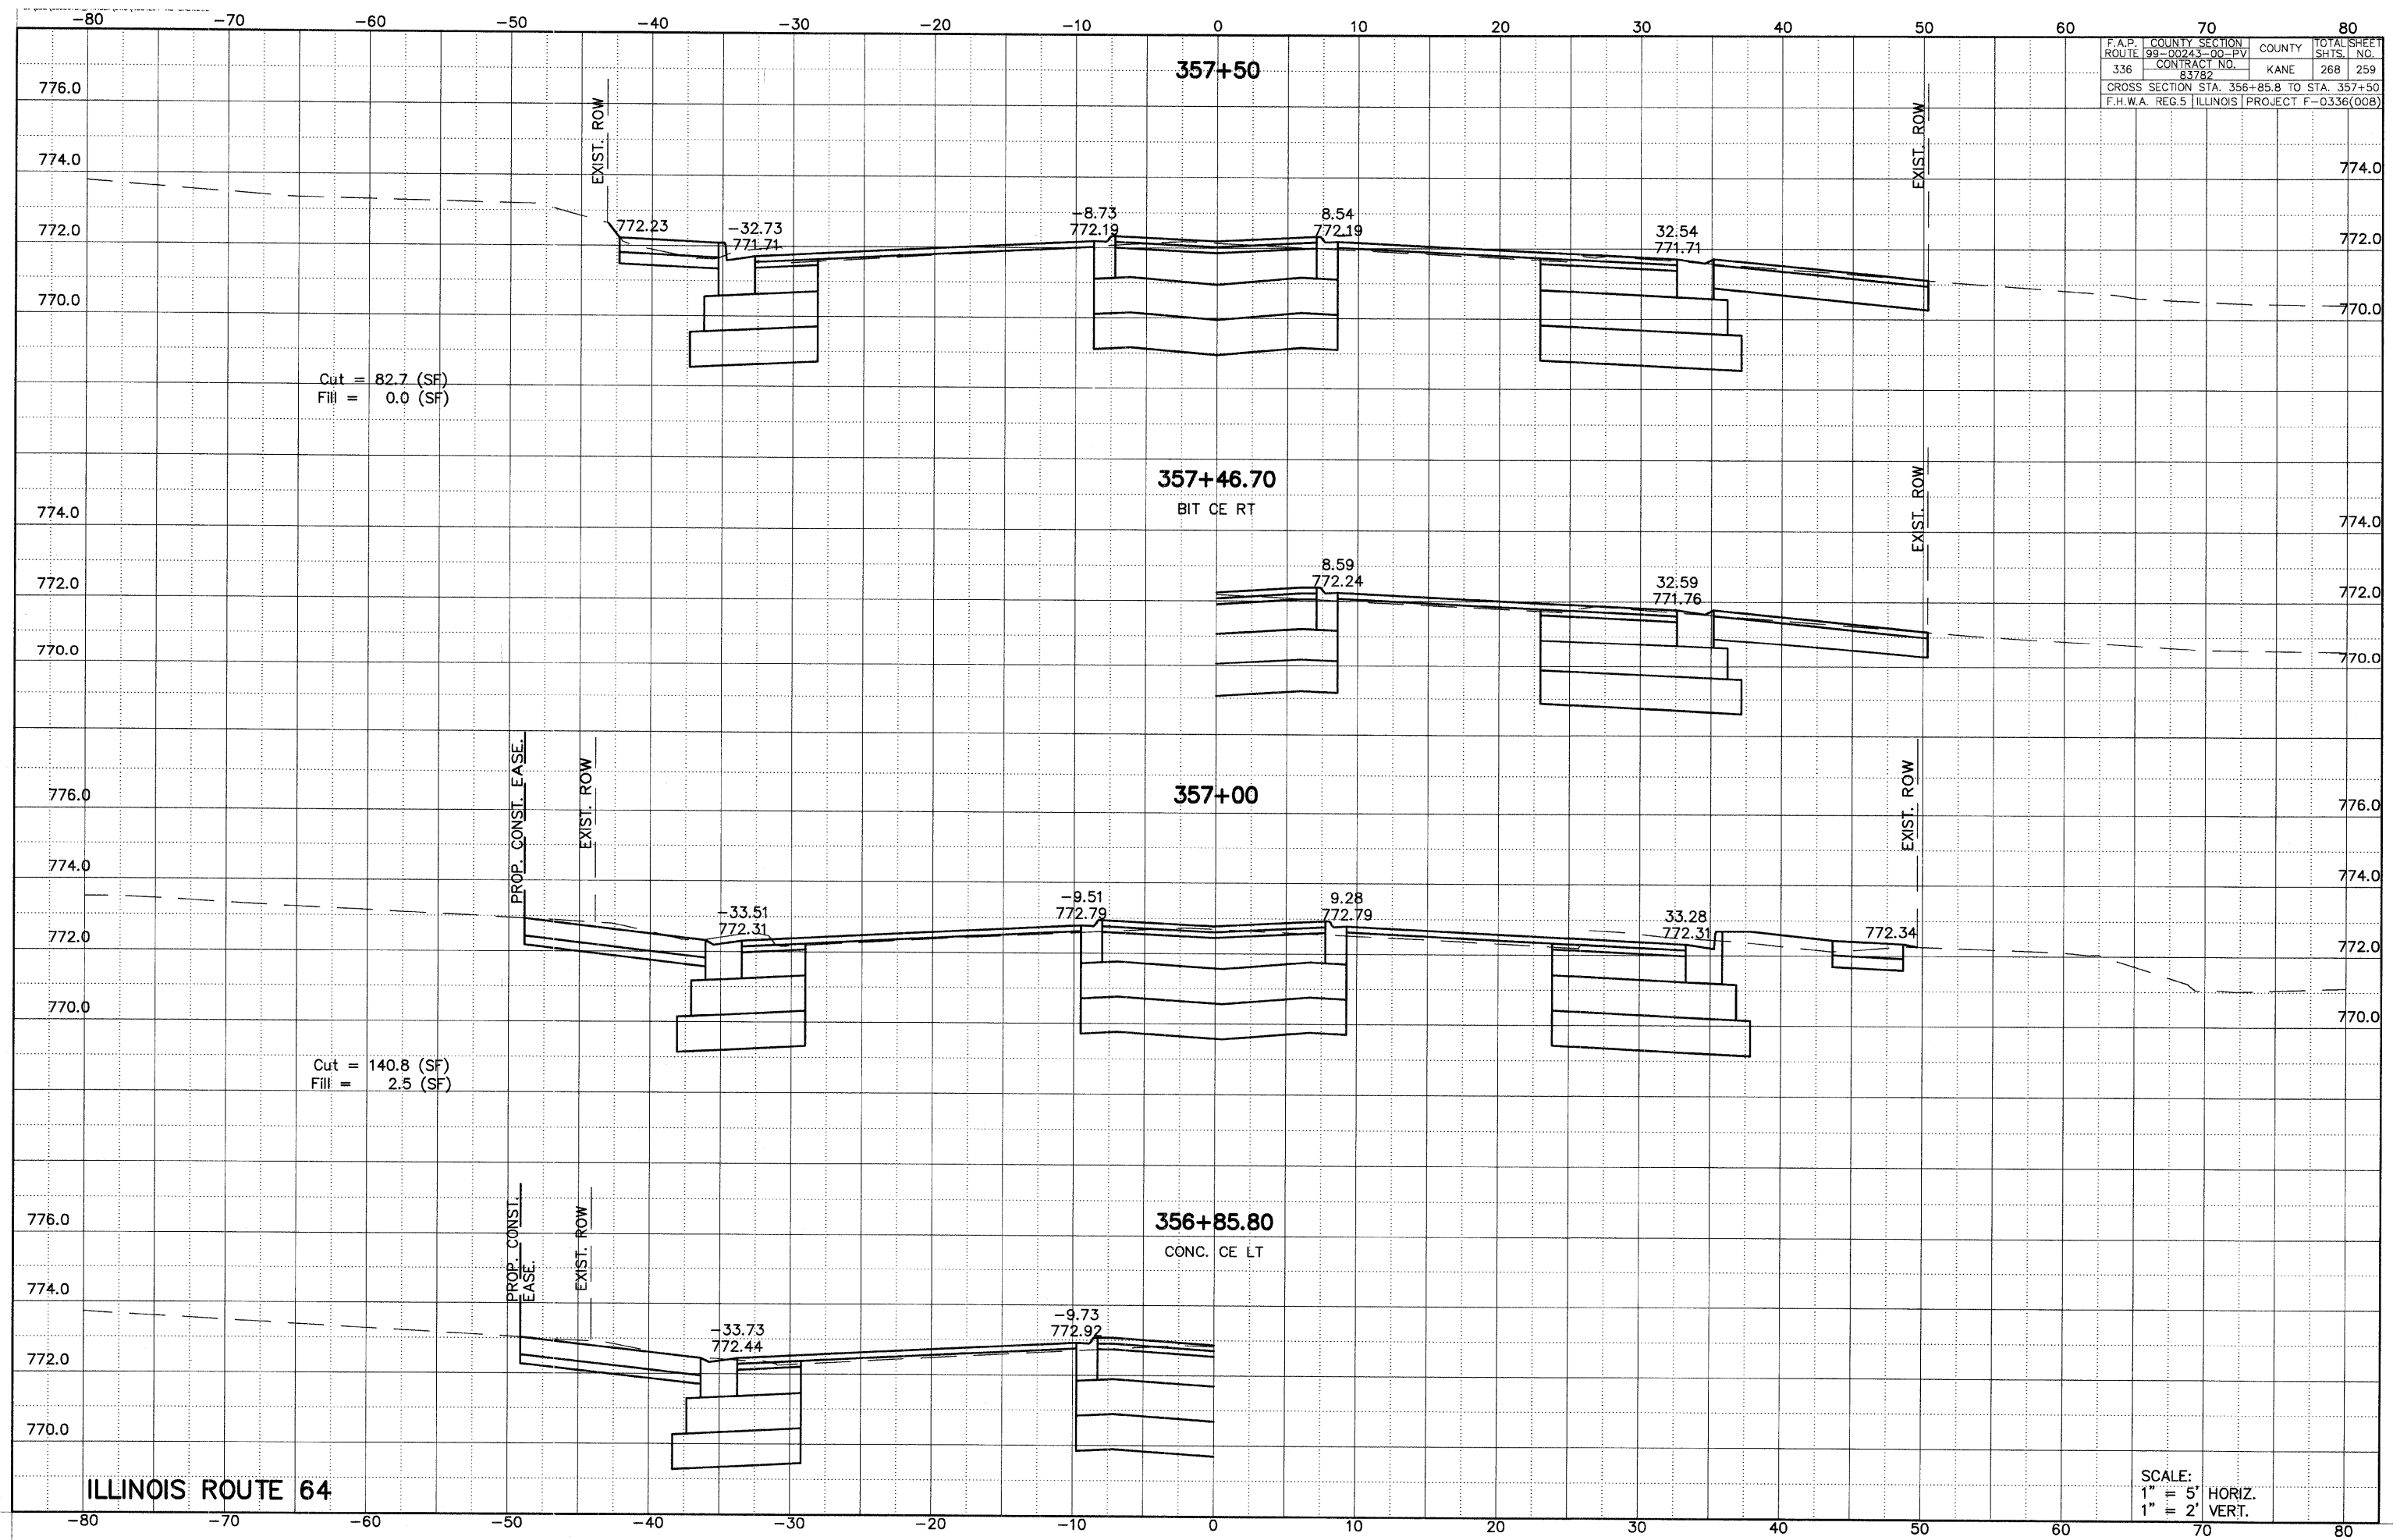 -80 -70 -60 -50 -40 -30 -20 -10 0 10 20 30 40 50 60 70 80
F.A.P. ROUTE COUNTY SECTION COUNTY TOTAL SHTS. SHEET NO.
336 99-00243-00-PV CONTRACT NO. 83782 KANE 268 259
CROSS SECTION STA. 356+85.8 TO STA. 357+50
F.H.W.A. REG.5 ILLINOIS PROJECT F-0336(008)
357+50
776.0
EXIST. ROW EXIST. ROW
774.0 774.0
772.23 -32.73 -8.73 8.54 32.54
771.71 772.19 772.19 771.71
772.0 772.0
770.0 770.0
Cut = 82.7 (SF)
Fill = 0.0 (SF)
357+46.70
BIT CE RT
EXIST. ROW
774.0 774.0
8.59 32.59
772.24 771.76
772.0 772.0
770.0 770.0
PROP. CONST. EASE. EXIST. ROW EXIST. ROW
357+00
776.0 776.0
774.0 774.0
-33.51 -9.51 9.28 33.28
772.31 772.79 772.79 772.31 772.34
772.0 772.0
770.0 770.0
Cut = 140.8 (SF)
Fill = 2.5 (SF)
PROP. CONST.
EASE.
EXIST. ROW
356+85.80
CONC. CE LT
776.0
774.0
-33.73 -9.73
772.44 772.92
772.0
770.0
ILLINOIS ROUTE 64
SCALE:
1" = 5' HORIZ.
1" = 2' VERT.
-80 -70 -60 -50 -40 -30 -20 -10 0 10 20 30 40 50 60 70 80